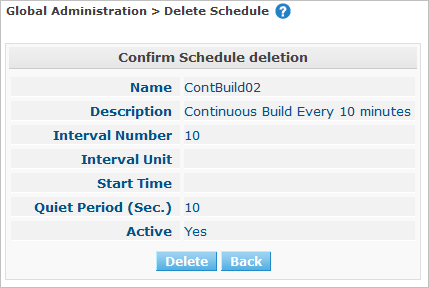 Global Administration > Delete Schedule ?
Confirm Schedule deletion
Name ContBuild02
Description Continuous Build Every 10 minutes
Interval Number 10
Interval Unit
Start Time
Quiet Period (Sec.) 10
Active Yes
Delete Back